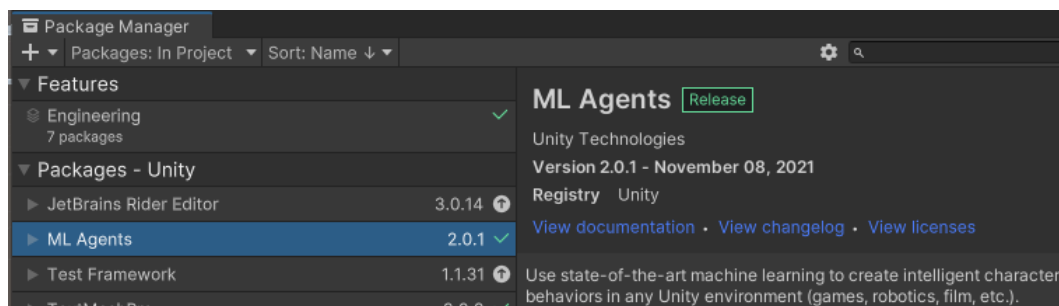 Package Manager
+ Packages: In Project Sort: Name ↓
Features
Engineering
7 packages
Packages - Unity
JetBrains Rider Editor 3.0.14
ML Agents 2.0.1
Test Framework 1.1.31
ML Agents Release
Unity Technologies
Version 2.0.1 - November 08, 2021
Registry Unity
View documentation • View changelog • View licenses
Use state-of-the-art machine learning to create intelligent character
behaviors in any Unity environment (games, robotics, film, etc.).